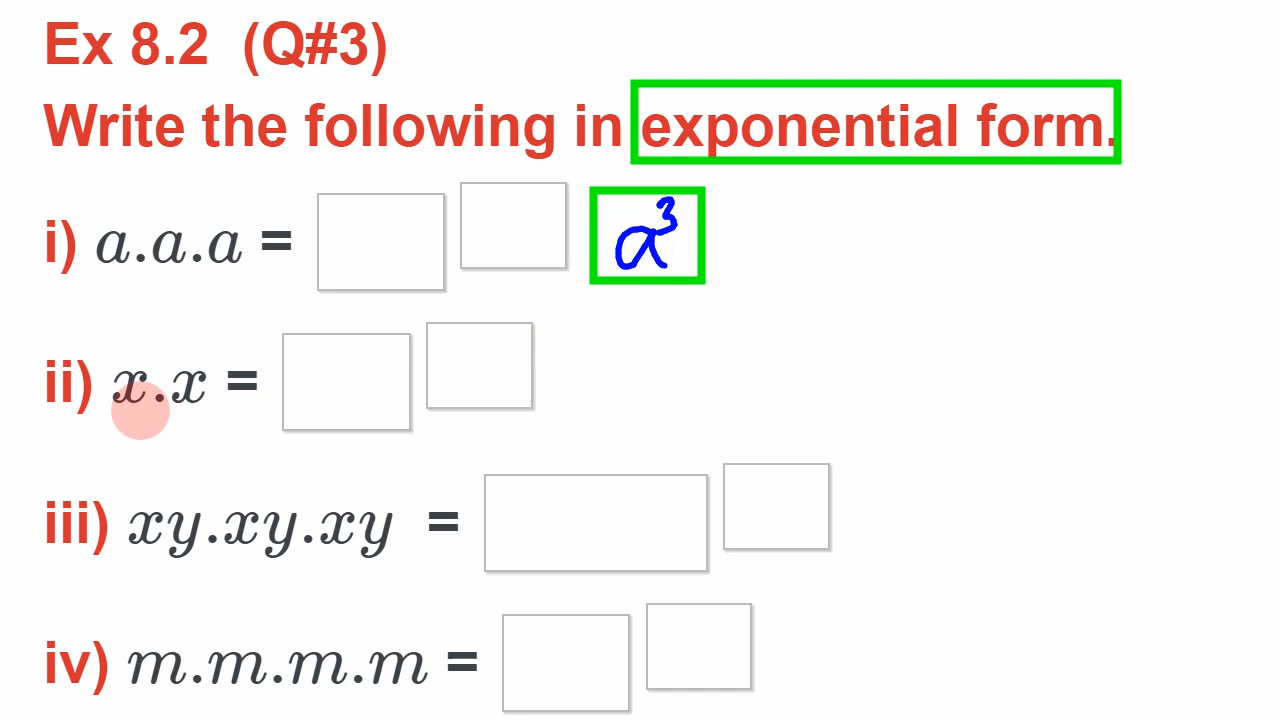 Ex 8.2 (Q#3)
Write the following in exponential form.
i) a.a.a = a³
ii) x.x =
iii) xy.xy.xy =
iv) m.m.m.m =